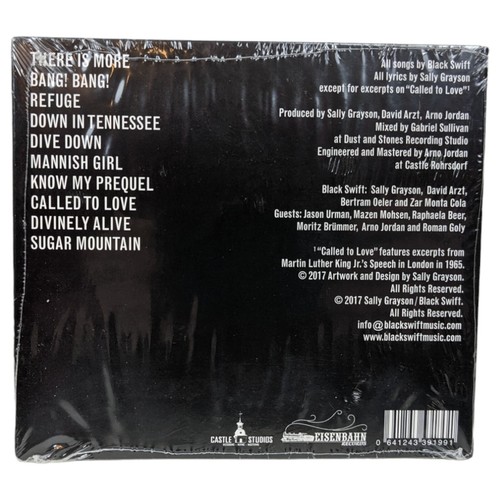 THERE IS MORE
BANG! BANG!
REFUGE
DOWN IN TENNESSEE
DIVE DOWN
MANNISH GIRL
KNOW MY PREQUEL
CALLED TO LOVE
DIVINELY ALIVE
SUGAR MOUNTAIN
All songs by Black Swift
All lyrics by Sally Grayson
except for excerpts on "Called to Love"¹
Produced by Sally Grayson, David Arzt, Arno Jordan
Mixed by Gabriel Sullivan
at Dust and Stones Recording Studio
Engineered and Mastered by Arno Jordan
at Castle Rohrsdorf
Black Swift: Sally Grayson, David Arzt,
Bertram Oeler and Zar Monta Cola
Guests: Jason Urman, Mazen Mohsen, Raphaela Beer,
Moritz Brümmer, Arno Jordan and Roman Goly
¹ "Called to Love" features excerpts from
Martin Luther King Jr.'s Speech in London in 1965.
© 2017 Artwork and Design by Sally Grayson.
All Rights Reserved.
© 2017 Sally Grayson / Black Swift.
All Rights Reserved.
info@blackswiftmusic.com
www.blackswiftmusic.com
CASTLE STUDIOS
EISENBAHN
RECORDS
0 641243 391991